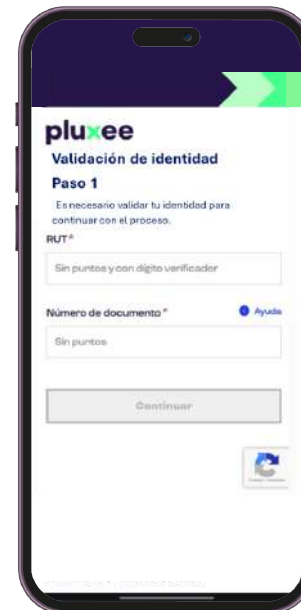 pluxee
Validación de identidad
Paso 1
Es necesario validar tu identidad para
continuar con el proceso.
RUT*
Sin puntos y con dígito verificador
Número de documento *
Ayuda
Sin puntos
Continuar